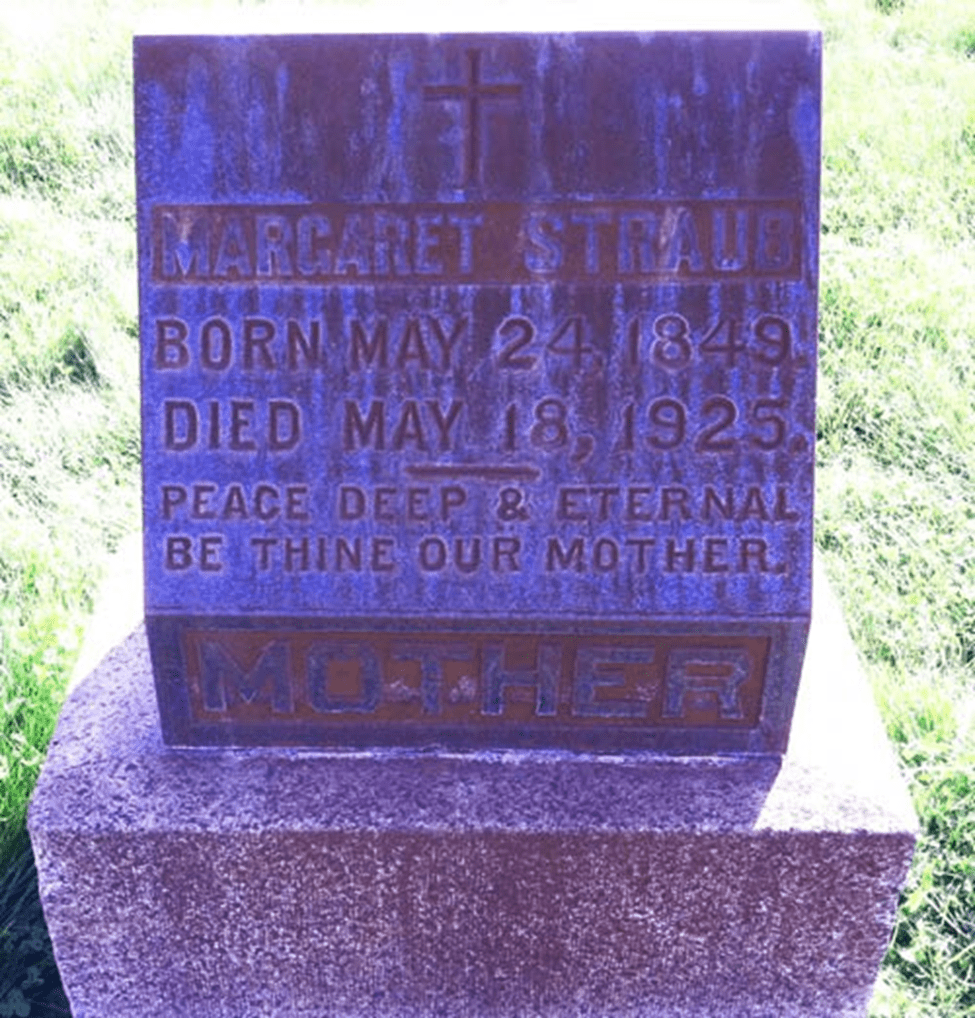 MARGARET STRAUB
BORN MAY 24, 1849.
DIED MAY 18, 1925.
PEACE DEEP & ETERNAL
BE THINE OUR MOTHER.
MOTHER